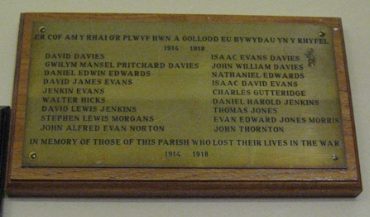 ER COF AM Y RHAI O'R PLWYF HWN A GOLLODD EU BYWYDAU YN Y RHYFEL
1914 1918
DAVID DAVIES
GWILYM MANSEL PRITCHARD DAVIES
DANIEL EDWIN EDWARDS
DAVID JAMES EVANS
JENKIN EVANS
WALTER HICKS
DAVID LEWIS JENKINS
STEPHEN LEWIS MORGANS
JOHN ALFRED EVAN NORTON
ISAAC EVANS DAVIES
JOHN WILLIAM DAVIES
NATHANIEL EDWARDS
ISAAC DAVID EVANS
CHARLES GUTTERIDGE
DANIEL HAROLD JENKINS
THOMAS JONES
EVAN EDWARD JONES MORRIS
JOHN THORNTON
IN MEMORY OF THOSE OF THIS PARISH WHO LOST THEIR LIVES IN THE WAR
1914 1918